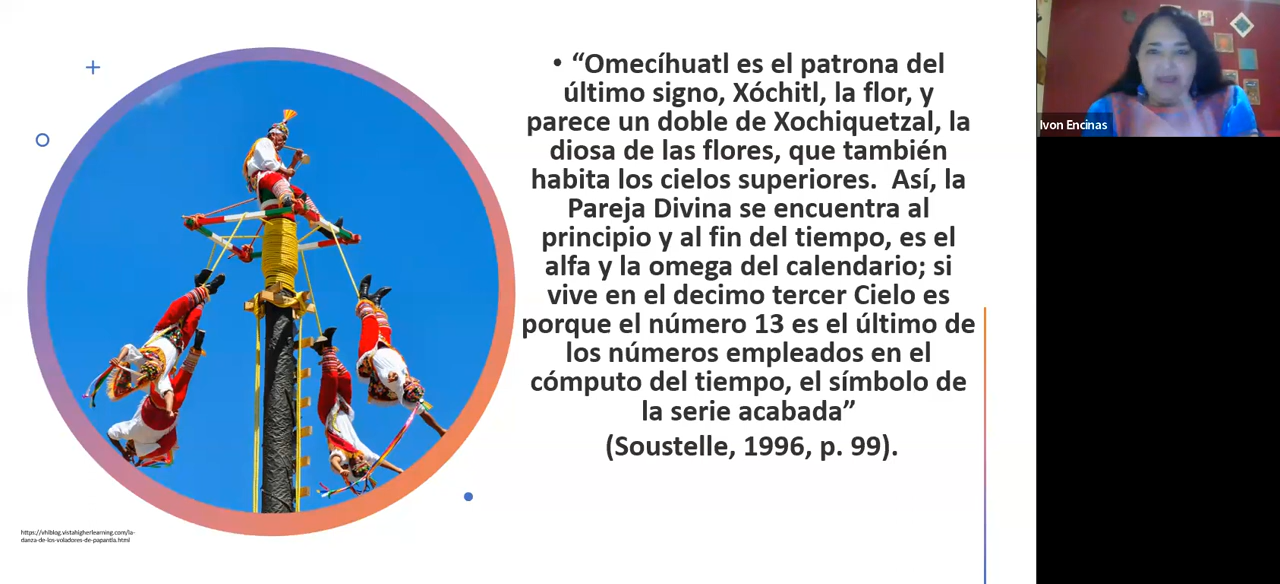 • “Omecíhuatl es el patrona del
último signo, Xóchitl, la flor, y
parece un doble de Xochiquetzal, la
diosa de las flores, que también
habita los cielos superiores.  Así, la
Pareja Divina se encuentra al
principio y al fin del tiempo, es el
alfa y la omega del calendario; si
vive en el decimo tercer Cielo es
porque el número 13 es el último de
los números empleados en el
cómputo del tiempo, el símbolo de
la serie acabada”
(Soustelle, 1996, p. 99).
https://vhlblog.vistahigherlearning.com/la-
danza-de-los-voladores-de-papantla.html
Ivon Encinas